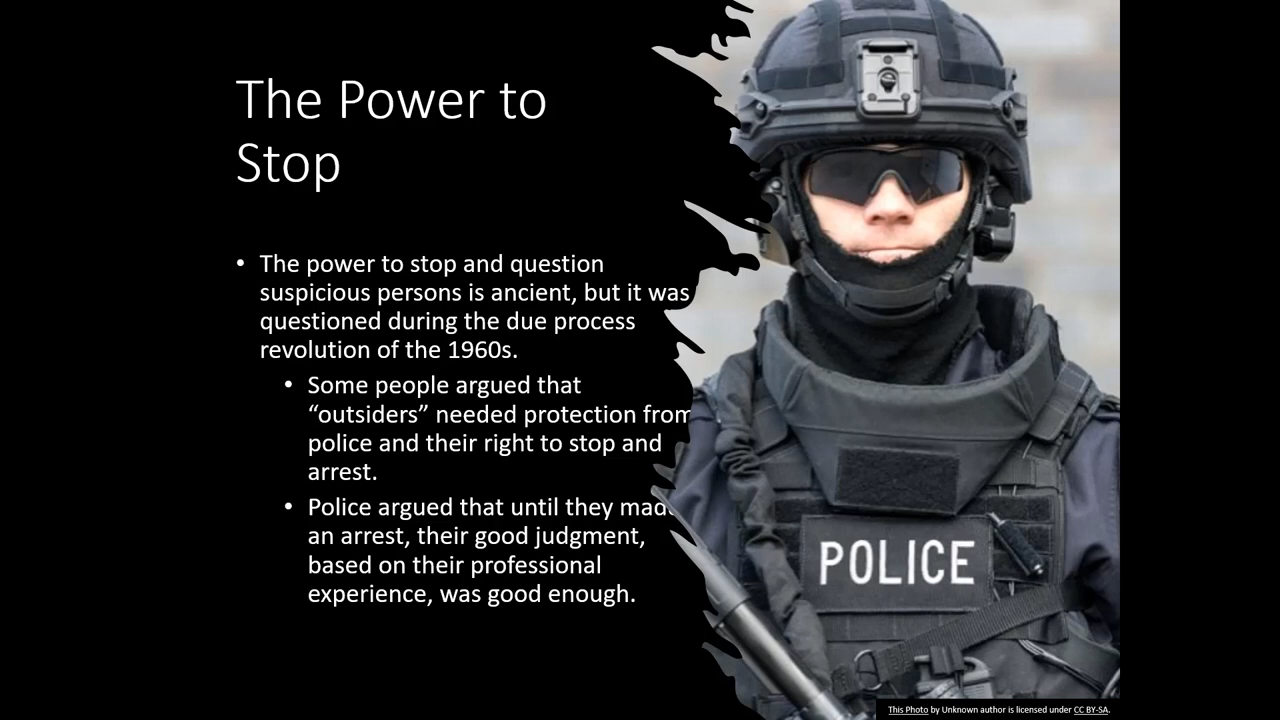 The Power to
Stop
• The power to stop and question
suspicious persons is ancient, but it was
questioned during the due process
revolution of the 1960s.
• Some people argued that
“outsiders” needed protection from
police and their right to stop and
arrest.
• Police argued that until they made
an arrest, their good judgment,
based on their professional
experience, was good enough.
POLICE
This Photo by Unknown author is licensed under CC BY-SA.